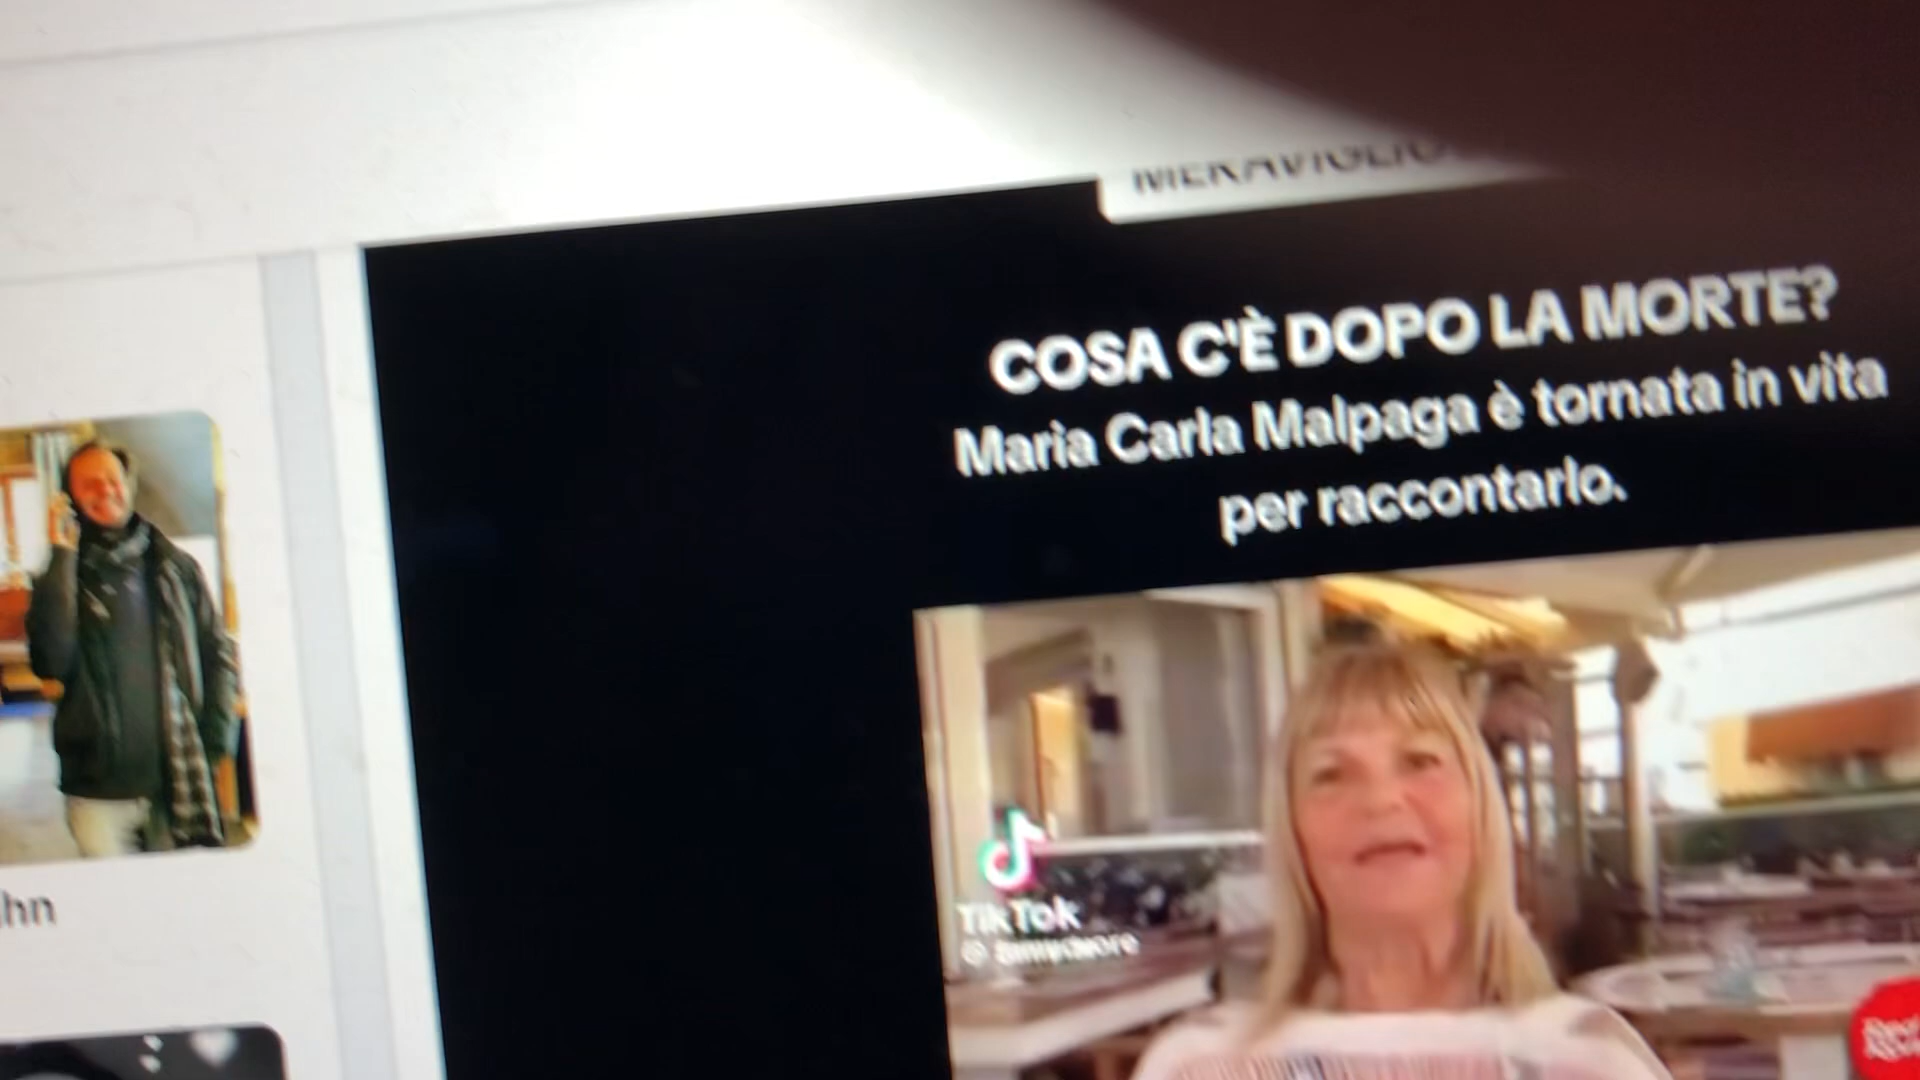 COSA C'È DOPO LA MORTE?
Maria Carla Malpaga è tornata in vita
per raccontarlo.
TikTok